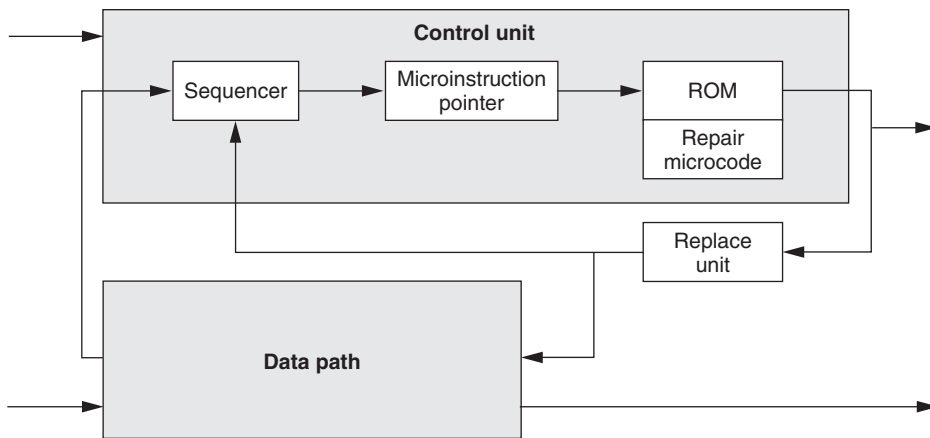 Control unit
Sequencer
Microinstruction
pointer
ROM
Repair
microcode
Replace
unit
Data path